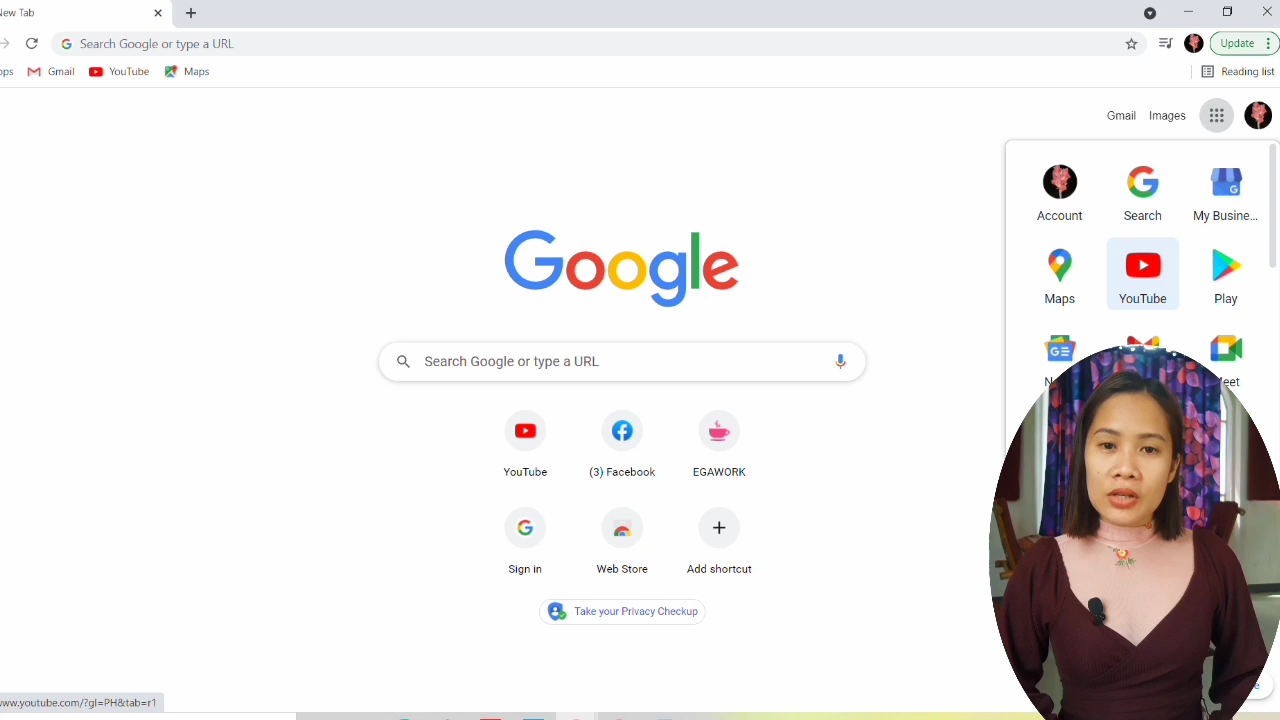 New Tab
Search Google or type a URL
Update
Gmail
YouTube
Maps
Reading list
Gmail
Images
Account
Search
My Busine...
Maps
YouTube
Play
GE
Google
Search Google or type a URL
YouTube
(3) Facebook
EGAWORK
Sign in
Web Store
Add shortcut
Take your Privacy Checkup
www.youtube.com/?gl=PH&tab=r1